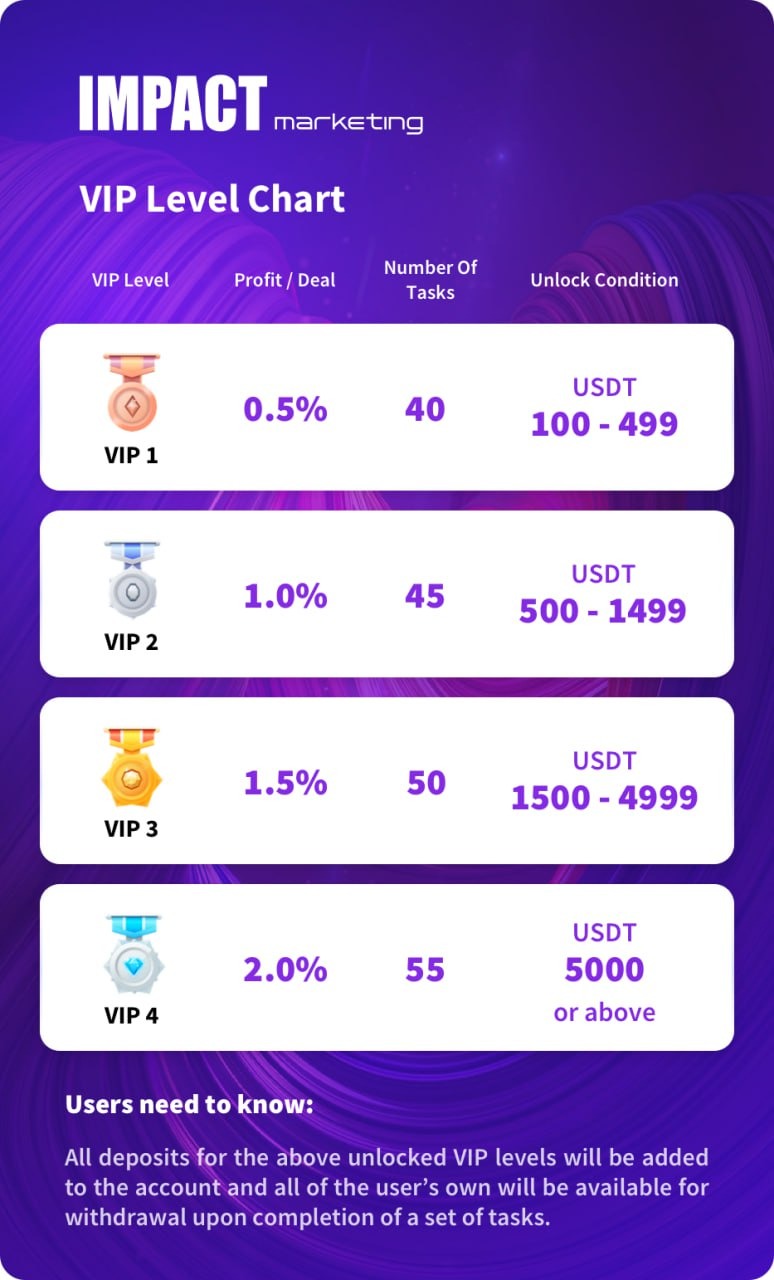 IMPACT marketing
VIP Level Chart
VIP Level Profit / Deal Number Of Tasks Unlock Condition
VIP 1 0.5% 40 USDT 100 - 499
VIP 2 1.0% 45 USDT 500 - 1499
VIP 3 1.5% 50 USDT 1500 - 4999
VIP 4 2.0% 55 USDT 5000 or above
Users need to know:
All deposits for the above unlocked VIP levels will be added
to the account and all of the user’s own will be available for
withdrawal upon completion of a set of tasks.